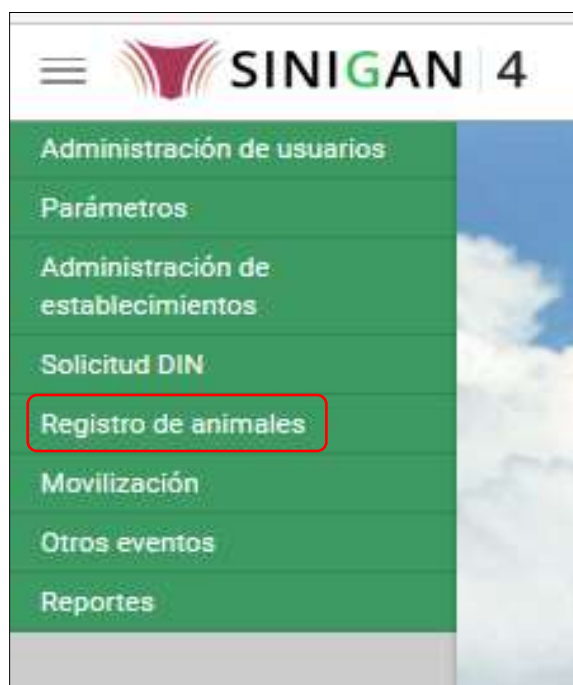 SINIGAN 4
Administración de usuarios
Parámetros
Administración de
establecimientos
Solicitud DIN
Registro de animales
Movilización
Otros eventos
Reportes